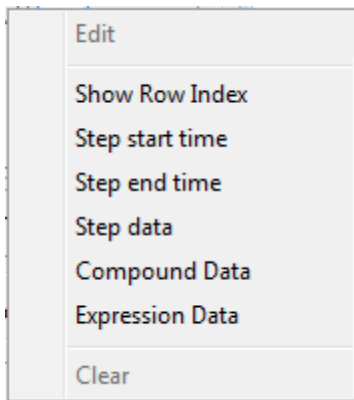 Edit
Show Row Index
Step start time
Step end time
Step data
Compound Data
Expression Data
Clear